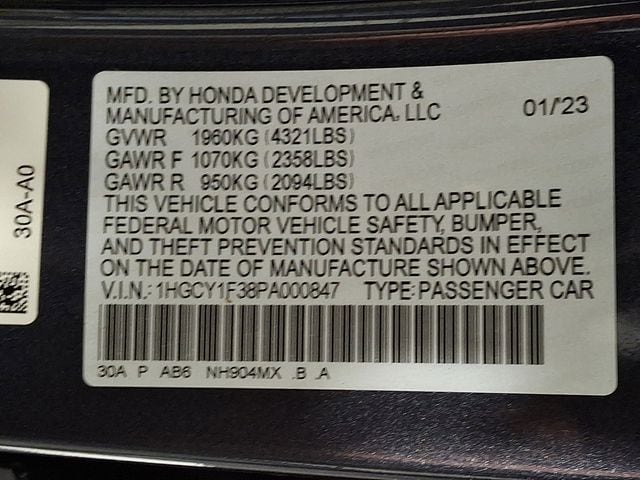 MFD. BY HONDA DEVELOPMENT &
MANUFACTURING OF AMERICA, LLC 01/23
GVWR 1960KG (4321LBS)
GAWR F 1070KG (2358LBS)
GAWR R 950KG (2094LBS)
THIS VEHICLE CONFORMS TO ALL APPLICABLE
FEDERAL MOTOR VEHICLE SAFETY, BUMPER,
AND THEFT PREVENTION STANDARDS IN EFFECT
ON THE DATE OF MANUFACTURE SHOWN ABOVE.
V.I.N.: 1HGCY1F38PA000847 TYPE: PASSENGER CAR
30A P AB6 NH904MX .B .A
30A-A0